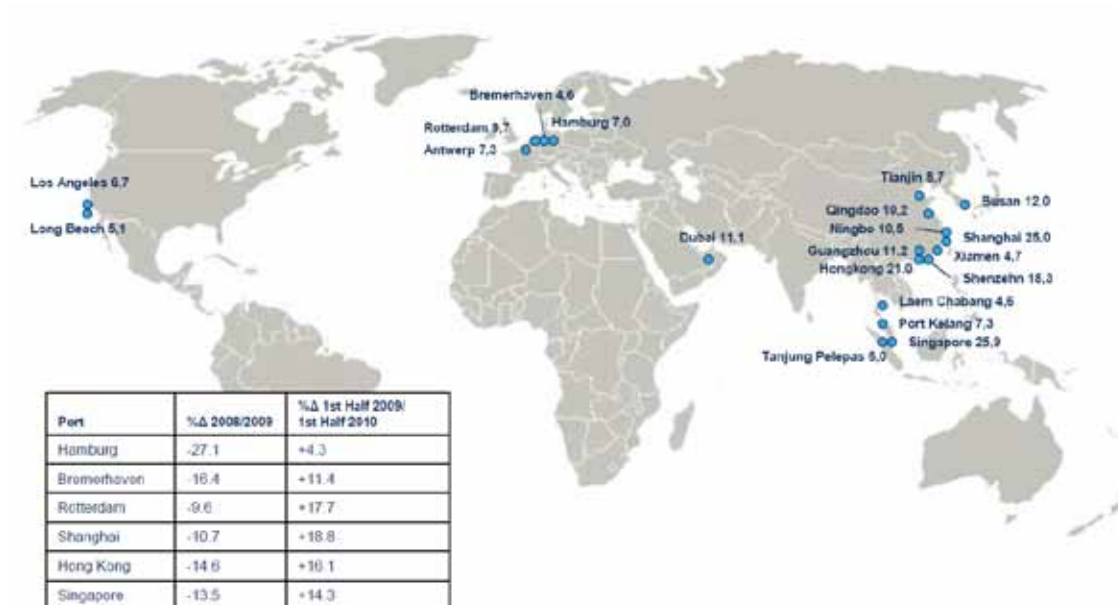 Bremerhaven 4,6
Rotterdam 9,7
Hamburg 7,0
Antwerp 7,3
Los Angeles 6,7
Long Beach 5,1
Tianjin 8,7
Busan 12,0
Qingdao 10,2
Ningbo 10,5
Shanghai 25,0
Dubai 11,1
Guangzhou 11,2
Xiamen 4,7
Hongkong 21,0
Shenzehn 18,3
Laem Chabang
Port Kelang 7,3
Singapore 25,9
Tanjung Pelepas
Port %Δ 2008/2009 %Δ 1st Half 2009/
1st Half 2010
Hamburg -27.1 +4.3
Bremerhaven -16.4 +11.4
Rotterdam -9.6 +17.7
Shanghai -10.7 +18.8
Hong Kong -14.6 +16.1
Singapore -13.5 +14.3